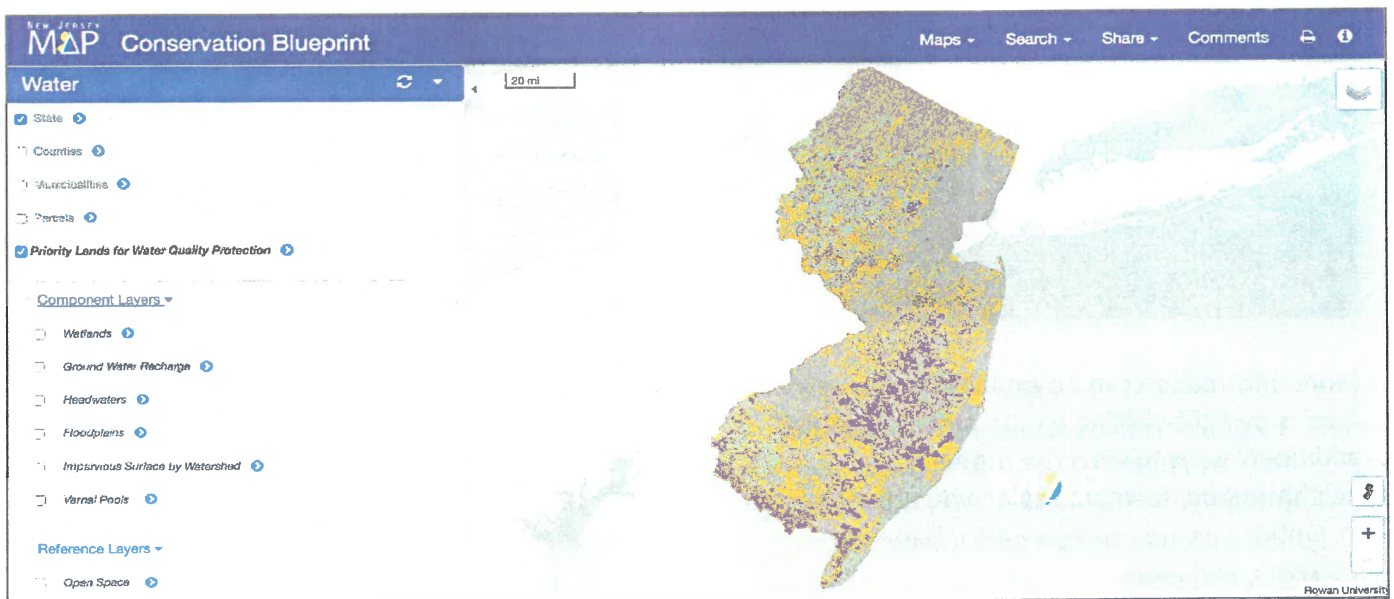 NEW JERSEY
MAP Conservation Blueprint
Maps Search Share Comments
Water
20 mi
State
Counties
Municipalities
Parcels
Priority Lands for Water Quality Protection
Component Layers
Wetlands
Ground Water Recharge
Headwaters
Floodplains
Impervious Surface by Watershed
Vernal Pools
Reference Layers
Open Space
Rowan University